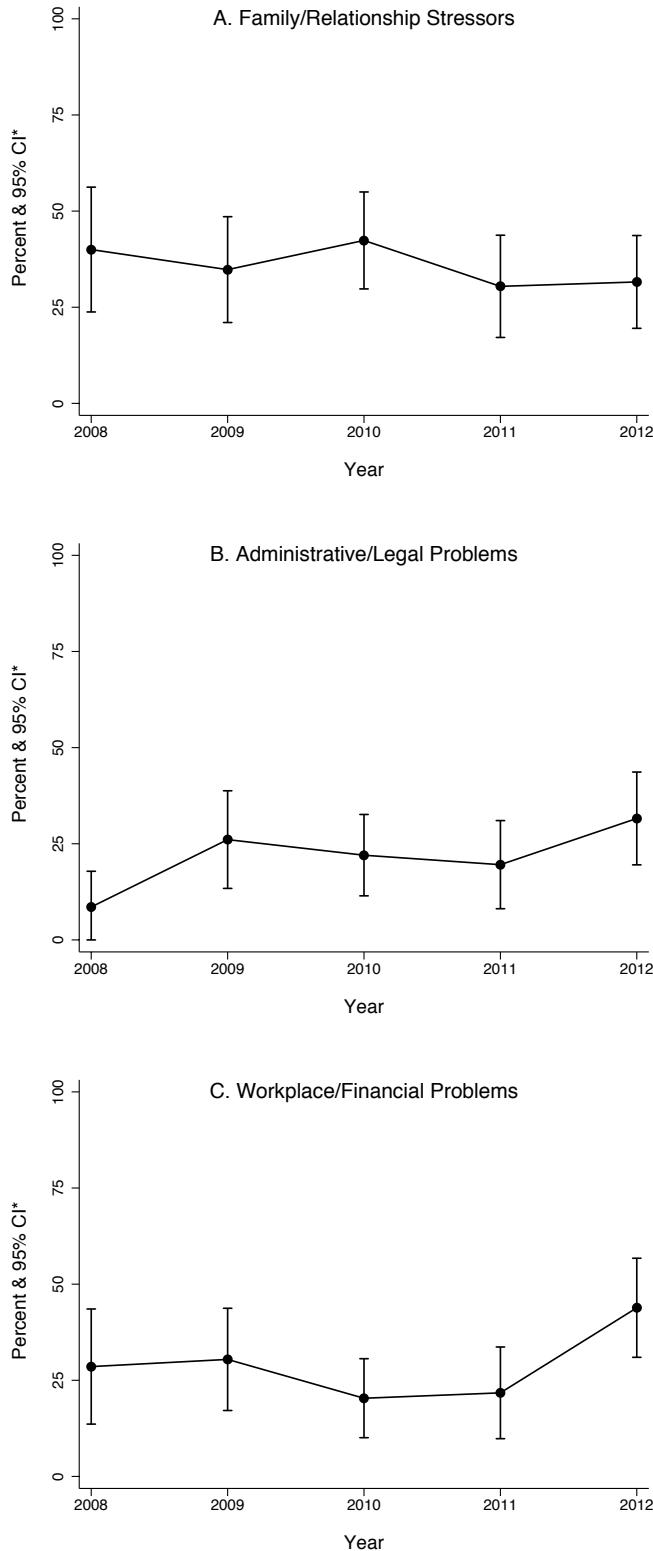 A. Family/Relationship Stressors
Percent & 95% CI*
100
75
50
25
0
2008 2009 2010 2011 2012
Year
B. Administrative/Legal Problems
Percent & 95% CI*
100
75
50
25
0
2008 2009 2010 2011 2012
Year
C. Workplace/Financial Problems
Percent & 95% CI*
100
75
50
25
0
2008 2009 2010 2011 2012
Year